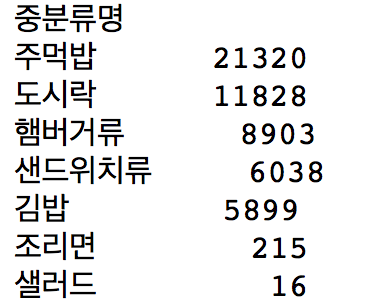 중분류명
주먹밥 21320
도시락 11828
햄버거류 8903
샌드위치류 6038
김밥 5899
조리면 215
샐러드 16